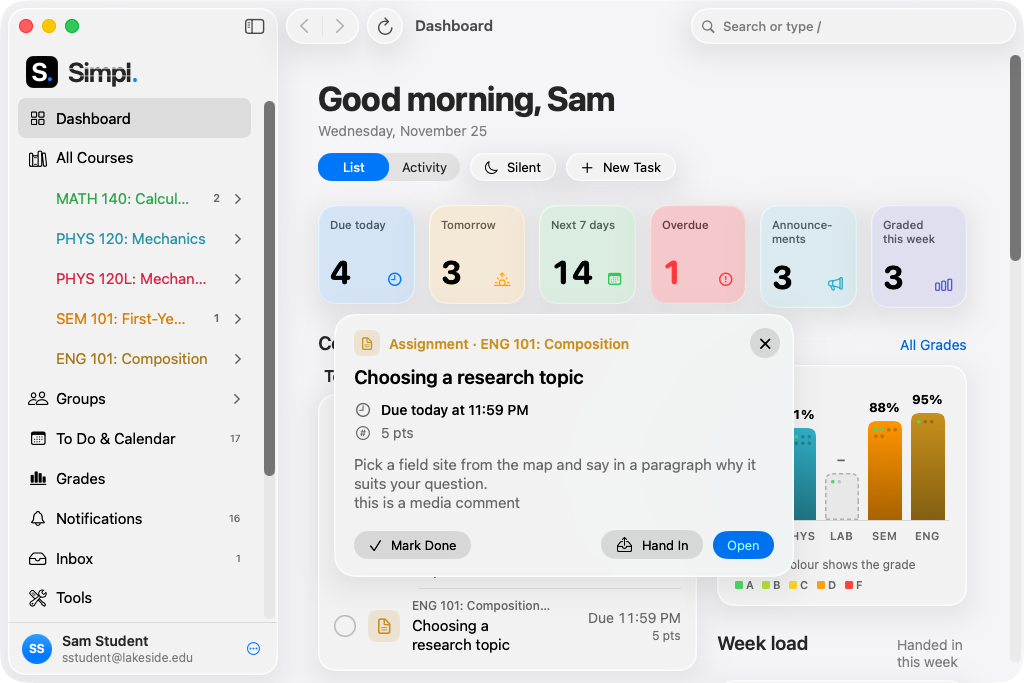 Dashboard
Search or type /
S.
Simpl.
Dashboard
All Courses
MATH 140: Calcul... 2
PHYS 120: Mechanics
PHYS 120L: Mechan...
SEM 101: First-Ye... 1
ENG 101: Composition
Groups
To Do & Calendar 17
Grades
Notifications 16
Inbox 1
Tools
SS
Sam Student
sstudent@lakeside.edu
Good morning, Sam
Wednesday, November 25
List Activity Silent + New Task
Due today
4
Tomorrow
3
Next 7 days
14
Overdue
1
Announce-
ments
3
Graded
this week
3
All Grades
Assignment · ENG 101: Composition
Choosing a research topic
Due today at 11:59 PM
# 5 pts
Pick a field site from the map and say in a paragraph why it
suits your question.
this is a media comment
Mark Done Hand In Open
1% – 88% 95%
HYS LAB SEM ENG
olour shows the grade
A B C D F
ENG 101: Composition...
Choosing a
research topic
Due 11:59 PM
5 pts
Week load
Handed in
this week